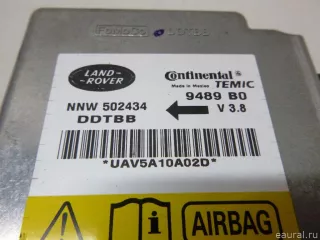 LAND-
ROVER
Continental
Made in Mexico TEMIC
NNW 502434
9489 B0
DDTBB
V 3.8
*UAV5A10A02D*
AIRBAG
© eaural.ru